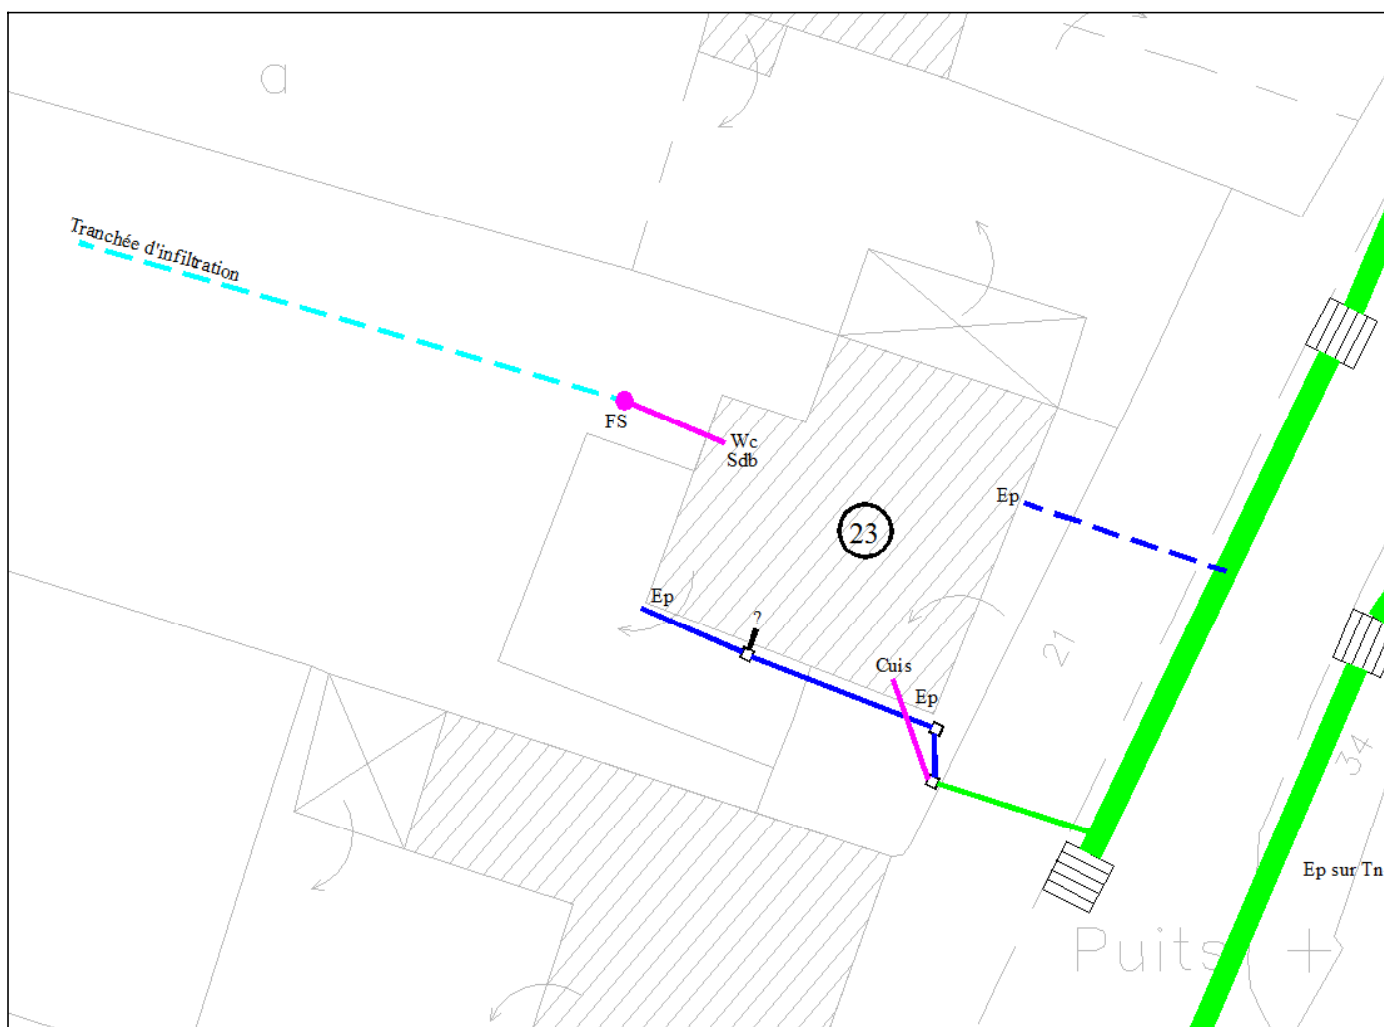 a
Tranchée d'infiltration
FS
Wc
Sdb
Ep
23
Ep
?
21
Cuis
Ep
34
Ep sur Tn
Puits